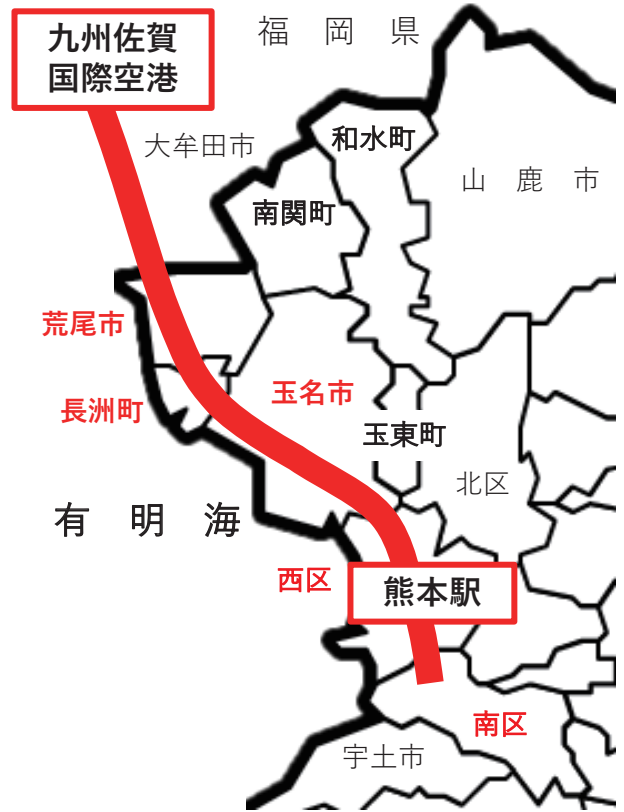 九州佐賀
国際空港
福岡県
大牟田市
和水町
山鹿市
南関町
荒尾市
長洲町
玉名市
玉東町
北区
有明海
西区
熊本駅
南区
宇土市